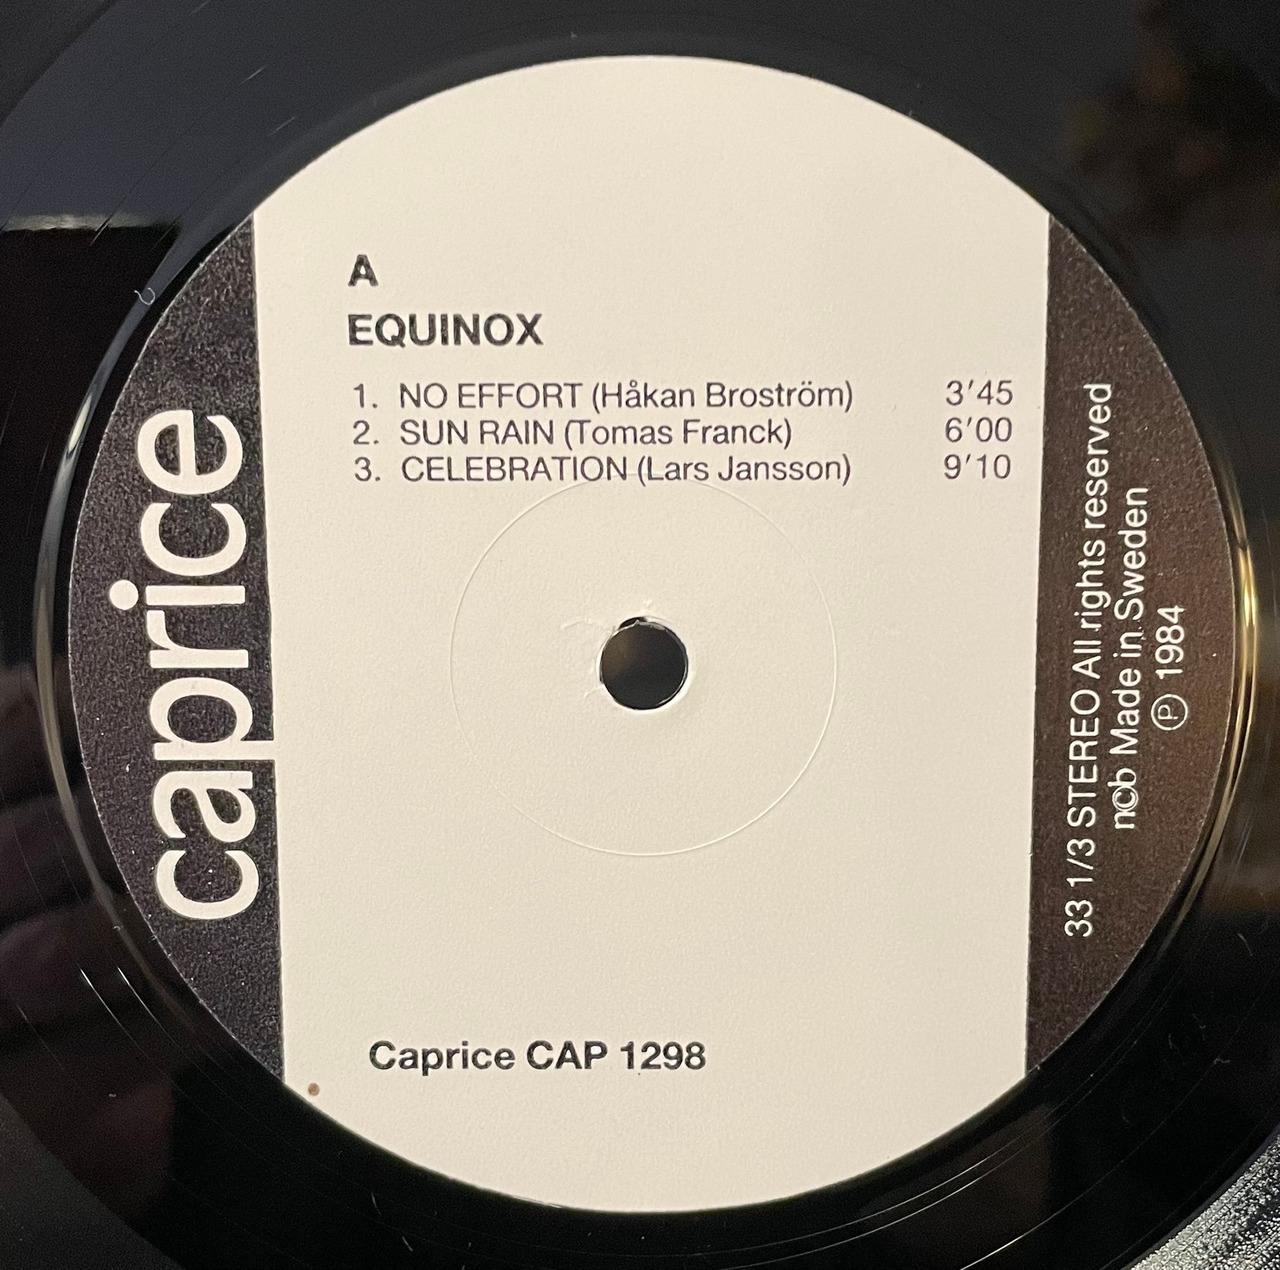 A
EQUINOX
1. NO EFFORT (Håkan Broström) 3'45
2. SUN RAIN (Tomas Franck) 6'00
3. CELEBRATION (Lars Jansson) 9'10
Caprice CAP 1298
caprice
33 1/3 STEREO All rights reserved
ncb Made in Sweden
Ⓟ 1984